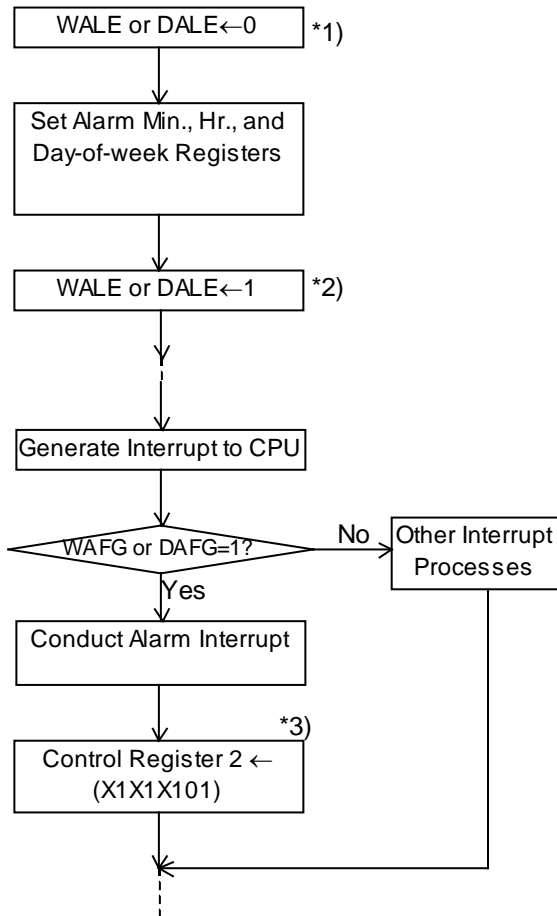 WALE or DALE←0
*1)
Set Alarm Min., Hr., and
Day-of-week Registers
WALE or DALE←1
*2)
Generate Interrupt to CPU
WAFG or DAFG=1?
No
Other Interrupt
Processes
Yes
Conduct Alarm Interrupt
*3)
Control Register 2 ←
(X1X1X101)